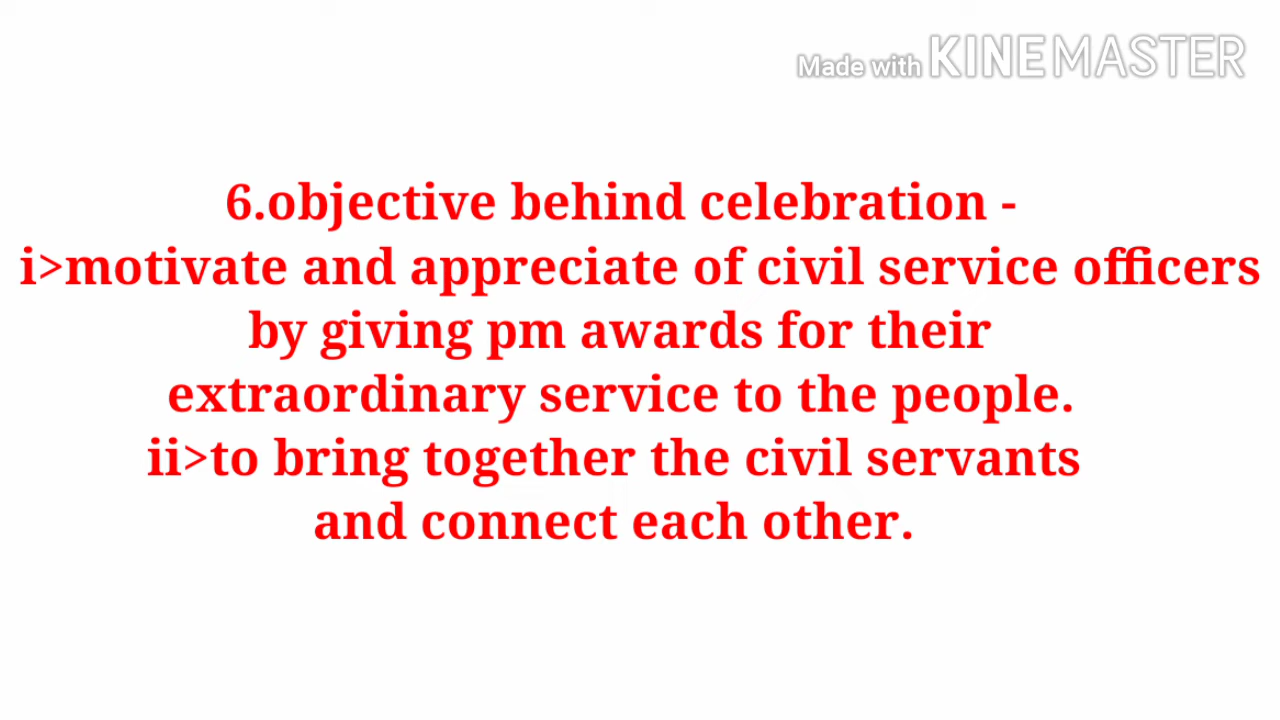 Made with KINEMASTER
6.objective behind celebration -
i>motivate and appreciate of civil service officers
by giving pm awards for their
extraordinary service to the people.
ii>to bring together the civil servants
and connect each other.